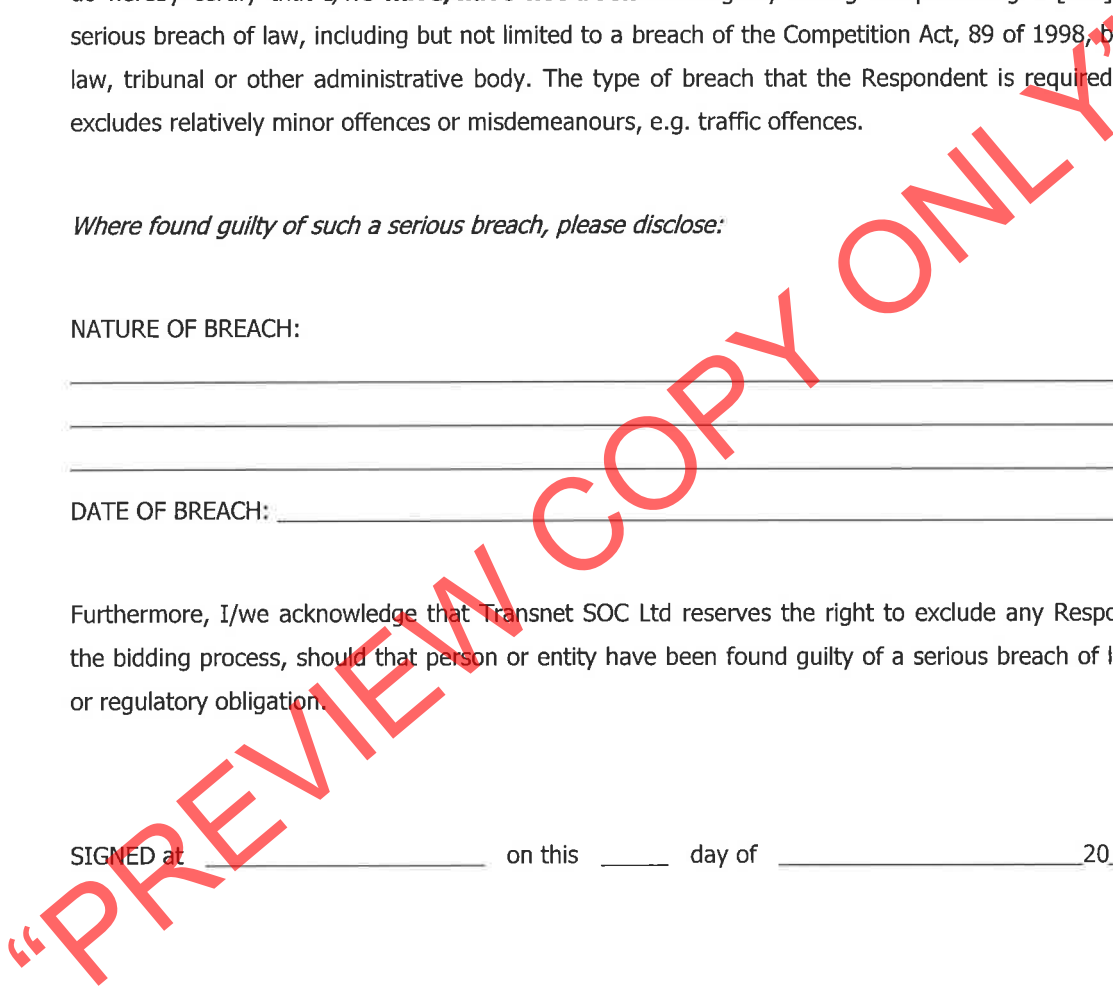 serious breach of law, including but not limited to a breach of the Competition Act, 89 of 1998,
law, tribunal or other administrative body. The type of breach that the Respondent is required
excludes relatively minor offences or misdemeanours, e.g. traffic offences.
Where found guilty of such a serious breach, please disclose:
NATURE OF BREACH:
DATE OF BREACH:
Furthermore, I/we acknowledge that Transnet SOC Ltd reserves the right to exclude any
the bidding process, should that person or entity have been found guilty of a serious breach of
or regulatory obligation.
SIGNED at on this day of 20
“PREVIEW COPY ONLY”